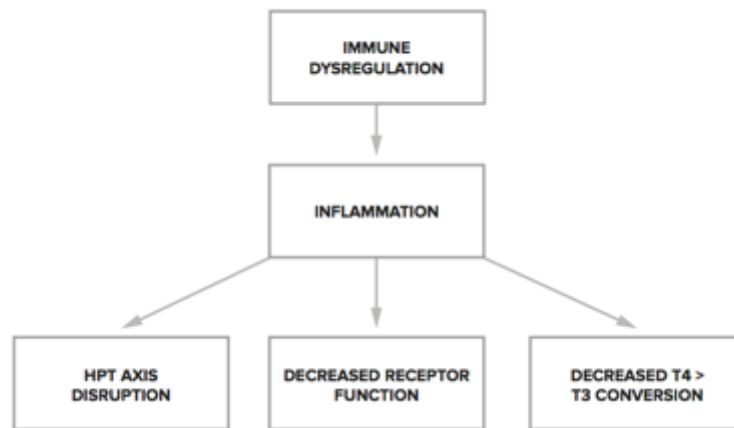 IMMUNE
DYSREGULATION
INFLAMMATION
HPT AXIS
DISRUPTION
DECREASED RECEPTOR
FUNCTION
DECREASED T4 >
T3 CONVERSION